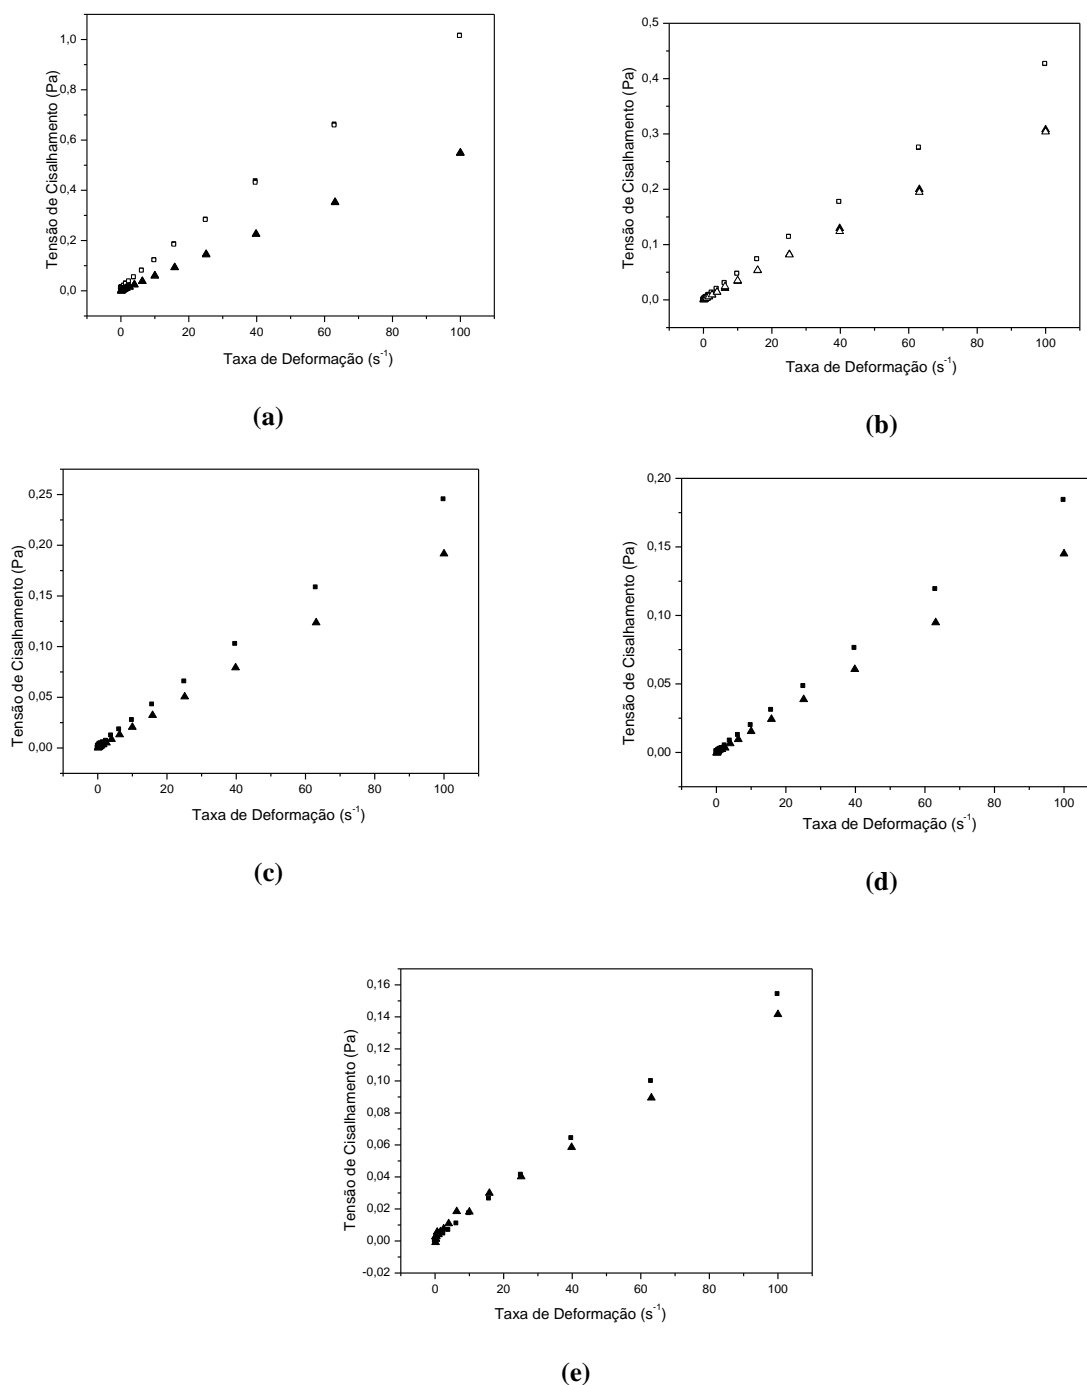 1,0
0,8
0,6
0,4
0,2
0,0
0 20 40 60 80 100
Tensão de Cisalhamento (Pa)
Taxa de Deformação (s⁻¹)
(a)
0,5
0,4
0,3
0,2
0,1
0,0
0 20 40 60 80 100
Tensão de Cisalhamento (Pa)
Taxa de Deformação (s⁻¹)
(b)
0,25
0,20
0,15
0,10
0,05
0,00
0 20 40 60 80 100
Tensão de Cisalhamento (Pa)
Taxa de Deformação (s⁻¹)
(c)
0,20
0,15
0,10
0,05
0,00
0 20 40 60 80 100
Tensão de Cisalhamento (Pa)
Taxa de Deformação (s⁻¹)
(d)
0,16
0,14
0,12
0,10
0,08
0,06
0,04
0,02
0,00
-0,02
0 20 40 60 80 100
Tensão de Cisalhamento (Pa)
Taxa de Deformação (s⁻¹)
(e)